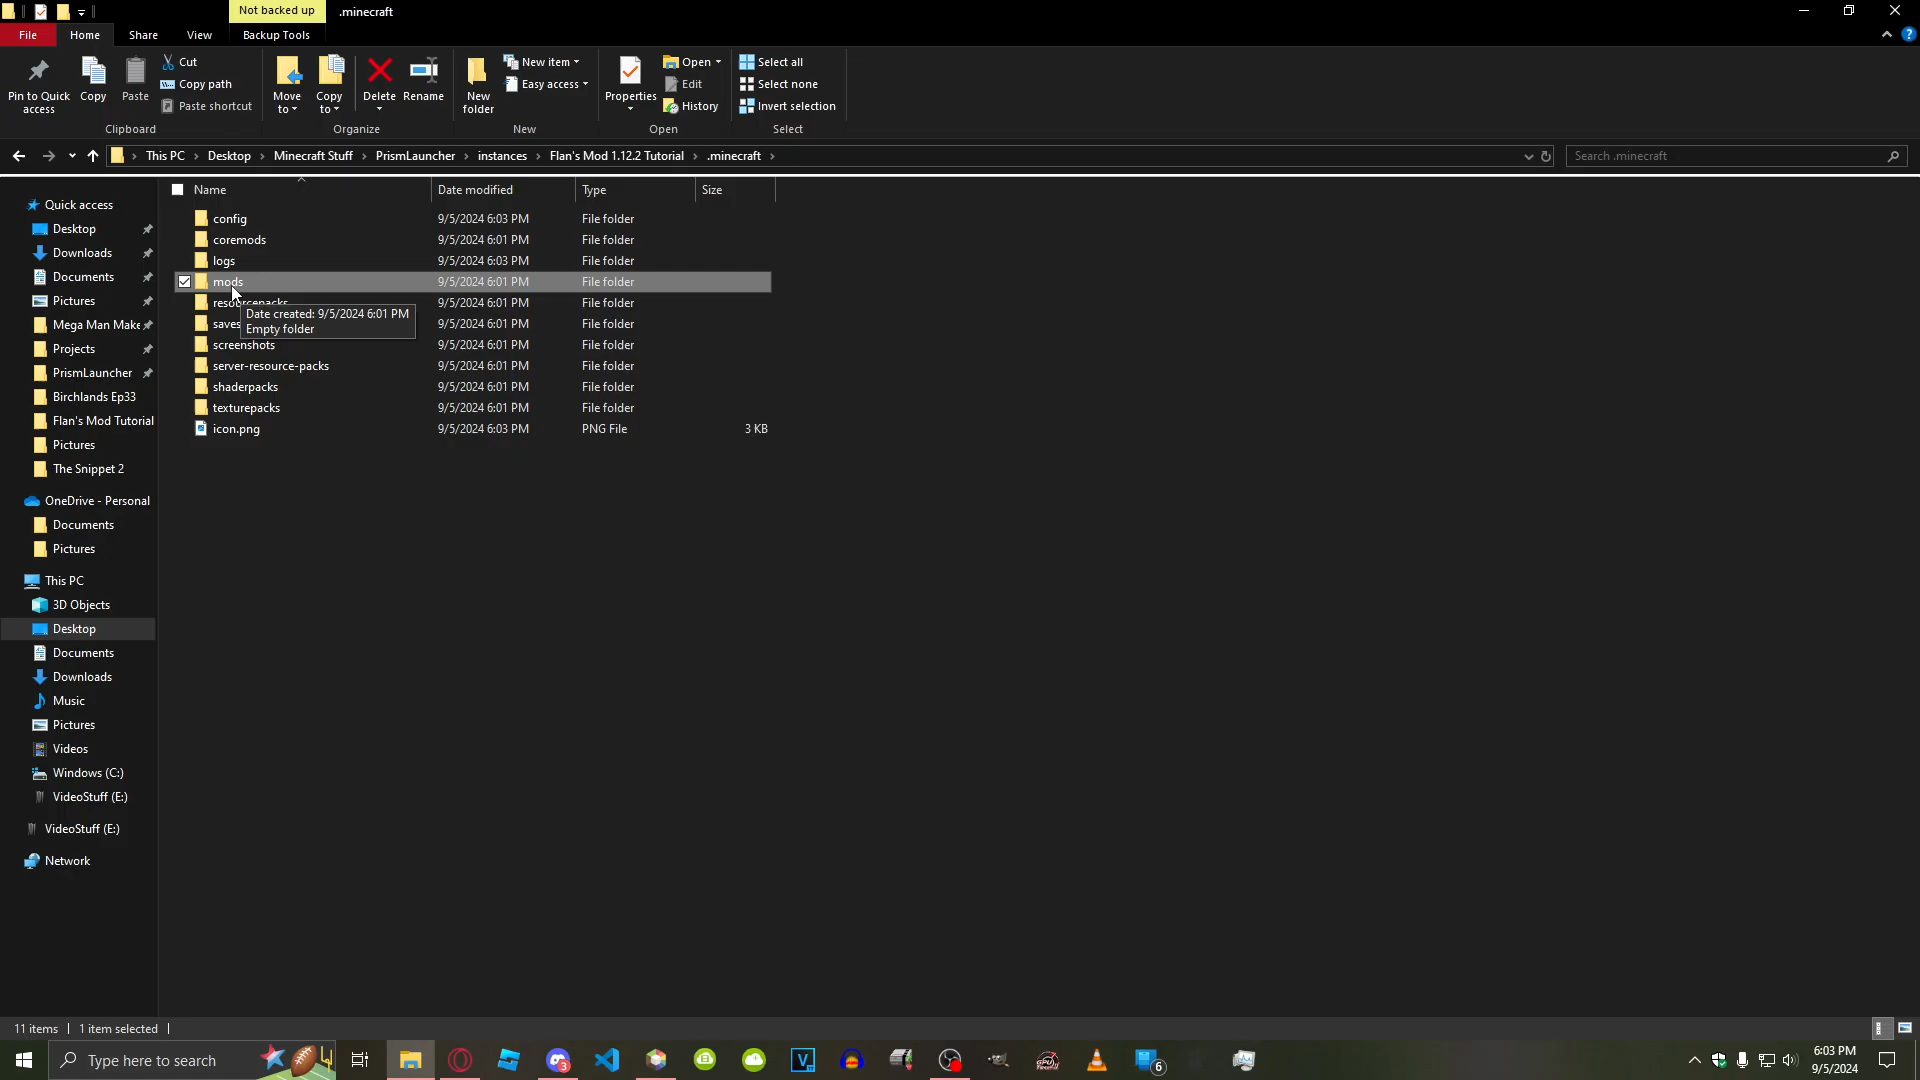 Not backed up
.minecraft
File
Home
Share
View
Backup Tools
Pin to Quick access
Copy
Paste
Cut
Copy path
Paste shortcut
Clipboard
Move to
Copy to
Delete
Rename
Organize
New folder
New item
Easy access
New
Properties
Open
Edit
History
Open
Select all
Select none
Invert selection
Select
This PC > Desktop > Minecraft Stuff > PrismLauncher > instances > Flan's Mod 1.12.2 Tutorial > .minecraft >
Search .minecraft
Name Date modified Type Size
config 9/5/2024 6:03 PM File folder
coremods 9/5/2024 6:01 PM File folder
logs 9/5/2024 6:03 PM File folder
mods 9/5/2024 6:01 PM File folder
resourcepacks 9/5/2024 6:01 PM File folder
saves 9/5/2024 6:01 PM File folder
screenshots 9/5/2024 6:01 PM File folder
server-resource-packs 9/5/2024 6:01 PM File folder
shaderpacks 9/5/2024 6:01 PM File folder
texturepacks 9/5/2024 6:01 PM File folder
icon.png 9/5/2024 6:03 PM PNG File 3 KB
Date created: 9/5/2024 6:01 PM
Empty folder
Quick access
Desktop
Downloads
Documents
Pictures
Mega Man Make
Projects
PrismLauncher
Birchlands Ep33
Flan's Mod Tutorial
Pictures
The Snippet 2
OneDrive - Personal
Documents
Pictures
This PC
3D Objects
Desktop
Documents
Downloads
Music
Pictures
Videos
Windows (C:)
VideoStuff (E:)
VideoStuff (E:)
Network
11 items
1 item selected
Type here to search
3
V
6
6:03 PM
9/5/2024